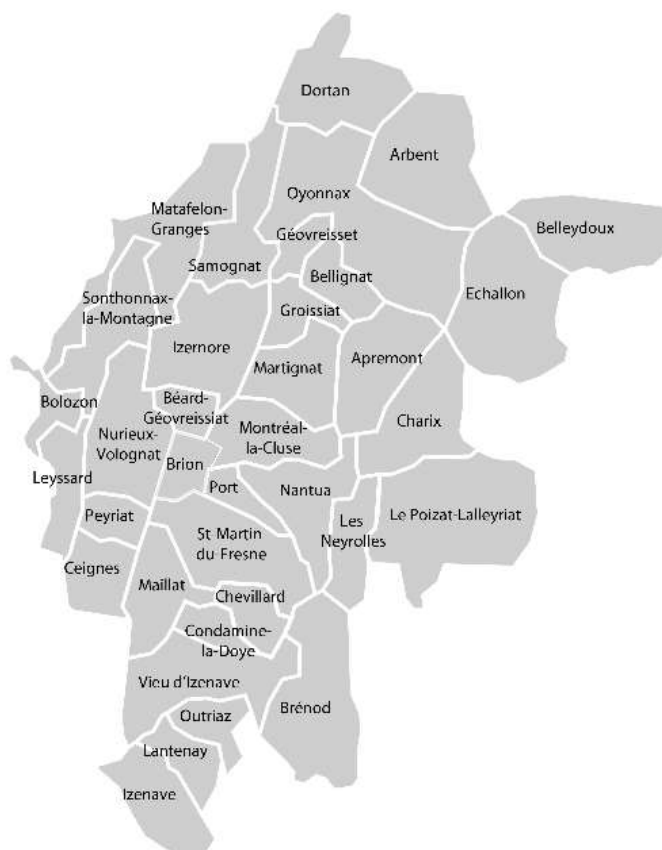 Dortan
Arbent
Oyonnax
Matafelon-
Granges
Belleydoux
Géovreisset
Samognat
Bellignat
Echallon
Sonthonnax-
la-Montagne
Groissiat
Izernore
Apremont
Martignat
Béard-
Géovreissiat
Bolozon
Charix
Montréal-
la-Cluse
Nurieux-
Volognat
Brion
Leyssard
Port
Nantua
Peyriat
Les
Neyrolles
Le Poizat-Lalleyriat
St-Martin
du-Fresne
Ceignes
Maillat
Chevillard
Condamine-
la-Doye
Vieu d'Izenave
Brénod
Outriaz
Lantenay
Izenave